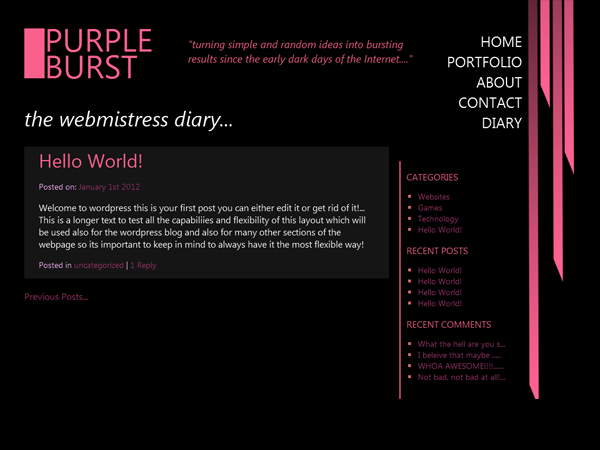 PURPLE
BURST
"turning simple and random ideas into bursting
results since the early dark days of the Internet...."
HOME
PORTFOLIO
ABOUT
CONTACT
DIARY
the webmistress diary...
Hello World!
Posted on: January 1st 2012
Welcome to wordpress this is your first post you can either edit it or get rid of it!...
This is a longer text to test all the capabiliies and flexibility of this layout which will
be used also for the wordpress blog and also for many other sections of the
webpage so its important to keep in mind to always have it the most flexible way!
Posted in uncategorized | 1 Reply
Previous Posts...
CATEGORIES
Websites
Games
Technology
Hello World!
RECENT POSTS
Hello World!
Hello World!
Hello World!
Hello World!
RECENT COMMENTS
What the hell are you s...
I beleive that maybe .....
WHOA AWESOME!!!!......
Not bad, not bad at all!...